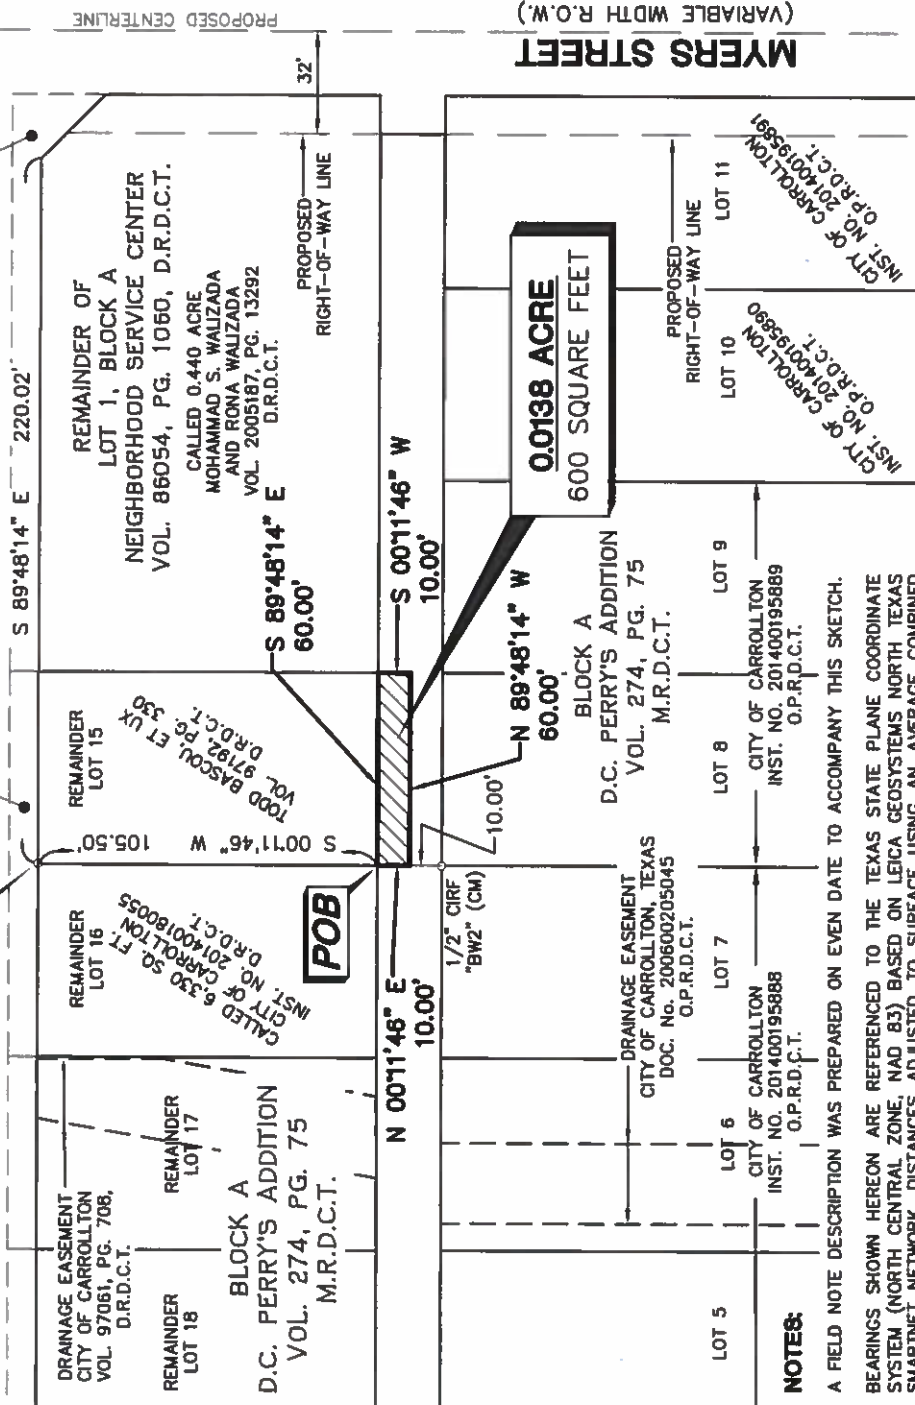 PROPOSED CENTERLINE
(VARIABLE WIDTH R.O.W.)
MYERS STREET
32'
S 89°48'14" E 220.02'
REMAINDER OF
LOT 1, BLOCK A
NEIGHBORHOOD SERVICE CENTER
VOL. 86054, PG. 1060, D.R.D.C.T.
CALLED 0.440 ACRE
MOHAMMAD S. WALIZADA
AND RONA WALIZADA
VOL. 2005187, PG. 13292
D.R.D.C.T.
PROPOSED
RIGHT-OF-WAY LINE
S 89°48'14" E
60.00'
S 00°11'46" W
10.00'
0.0138 ACRE
600 SQUARE FEET
PROPOSED
RIGHT-OF-WAY LINE
LOT 11
CITY OF CARROLLTON
INST. NO. 201400195891
O.P.R.D.C.T.
LOT 10
CITY OF CARROLLTON
INST. NO. 201400195890
O.P.R.D.C.T.
REMAINDER
LOT 15
TODD BASCOU, ET UX
VOL. 97192, PG. 330
D.R.D.C.T.
S 00°11'46" W 105.50'
REMAINDER
LOT 16
CALLED 6,330 SQ. FT.
CITY OF CARROLLTON
INST. NO. 201400180055
D.R.D.C.T.
POB
N 00°11'46" E
10.00'
1/2" CIRF
"BW2" (CM)
10.00'
N 89°48'14" W
60.00'
BLOCK A
D.C. PERRY'S ADDITION
VOL. 274, PG. 75
M.R.D.C.T.
LOT 9
LOT 8
CITY OF CARROLLTON
INST. NO. 201400195889
O.P.R.D.C.T.
DRAINAGE EASEMENT
CITY OF CARROLLTON
VOL. 97061, PG. 708,
D.R.D.C.T.
REMAINDER
LOT 17
REMAINDER
LOT 18
BLOCK A
D.C. PERRY'S ADDITION
VOL. 274, PG. 75
M.R.D.C.T.
DRAINAGE EASEMENT
CITY OF CARROLLTON, TEXAS
DOC. No. 200600205045
O.P.R.D.C.T.
LOT 7
LOT 6
CITY OF CARROLLTON
INST. NO. 201400195888
O.P.R.D.C.T.
LOT 5
NOTES:
A FIELD NOTE DESCRIPTION WAS PREPARED ON EVEN DATE TO ACCOMPANY THIS SKETCH.
BEARINGS SHOWN HEREON ARE REFERENCED TO THE TEXAS STATE PLANE COORDINATE
SYSTEM (NORTH CENTRAL ZONE, NAD 83) BASED ON LEICA GEOSYSTEMS NORTH TEXAS
SMARTNET NETWORK. DISTANCES ADJUSTED TO SURFACE USING AN AVERAGE COMBINED